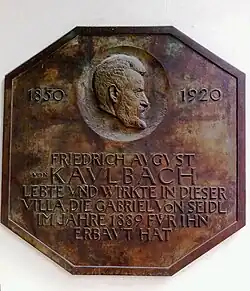 1850 1920
FRIEDRICH AVGVST
VON KAVLBACH
LEBTE VND WIRKTE IN DIESER
VILLA, DIE GABRIEL VON SEIDL
IM JAHRE 1889 FVR IHN
ERBAVT HAT